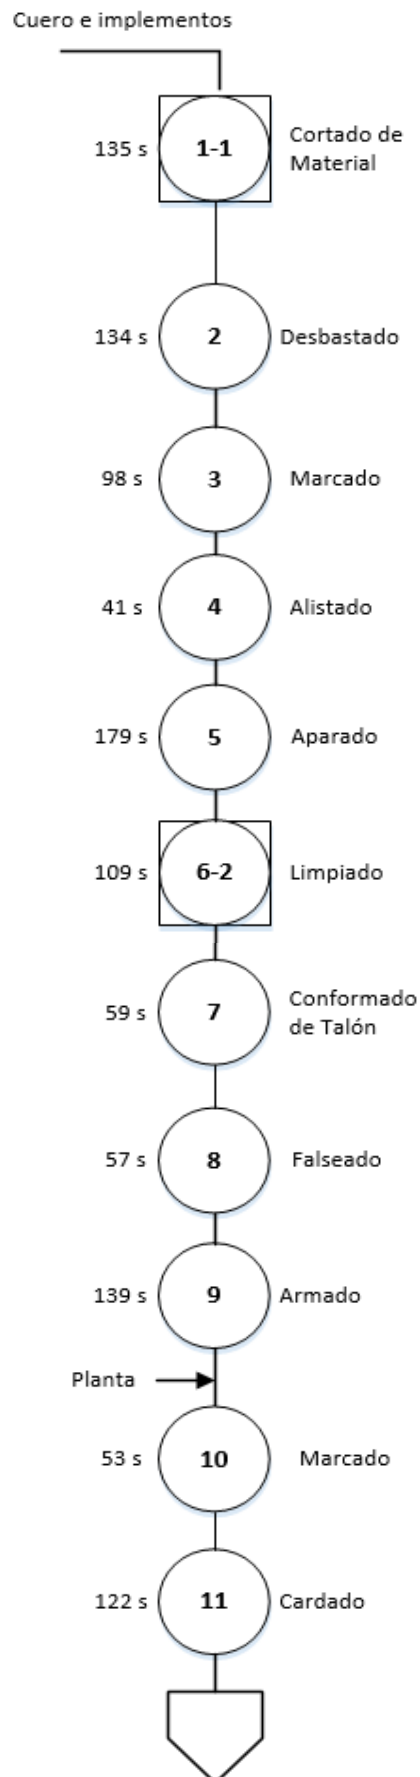 Cuero e implementos
135 s 1-1 Cortado de
Material
134 s 2 Desbastado
98 s 3 Marcado
41 s 4 Alistado
179 s 5 Aparado
109 s 6-2 Limpiado
59 s 7 Conformado
de Talón
57 s 8 Falseado
139 s 9 Armado
Planta
53 s 10 Marcado
122 s 11 Cardado